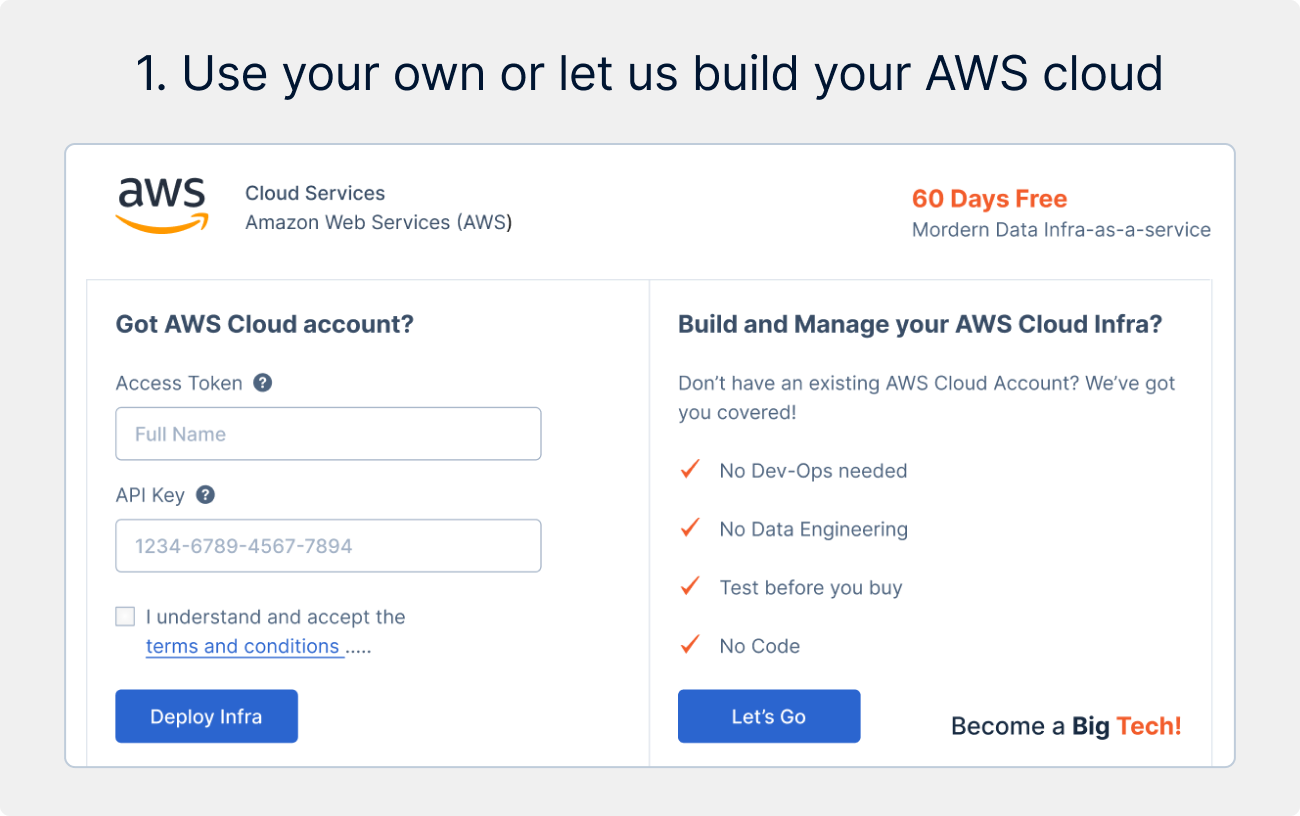 1. Use your own or let us build your AWS cloud
aws
Cloud Services
Amazon Web Services (AWS)
60 Days Free
Mordern Data Infra-as-a-service
Got AWS Cloud account?
Access Token ?
Full Name
API Key ?
1234-6789-4567-7894
I understand and accept the
terms and conditions .....
Deploy Infra
Build and Manage your AWS Cloud Infra?
Don’t have an existing AWS Cloud Account? We’ve got
you covered!
No Dev-Ops needed
No Data Engineering
Test before you buy
No Code
Let’s Go
Become a Big Tech!